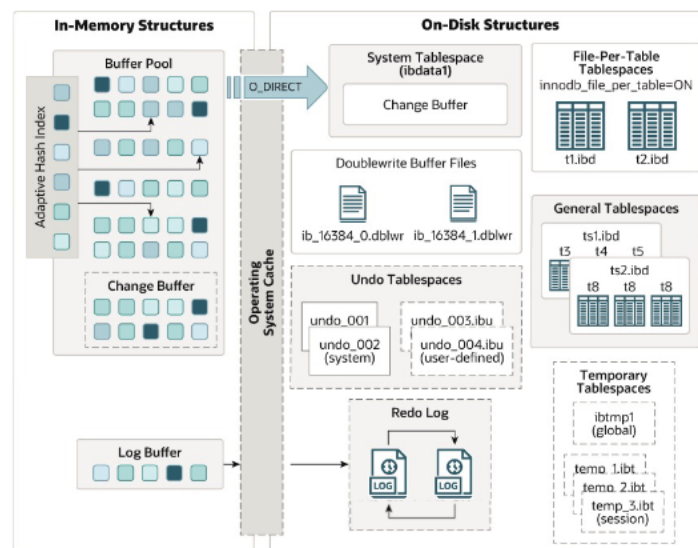 In-Memory Structures
Buffer Pool
Adaptive Hash Index
Change Buffer
Log Buffer
Operating
System Cache
O_DIRECT
On-Disk Structures
System Tablespace
(ibdata1)
Change Buffer
File-Per-Table
Tablespaces
innodb_file_per_table=ON
t1.ibd
t2.ibd
Doublewrite Buffer Files
ib_16384_0.dblwr
ib_16384_1.dblwr
General Tablespaces
ts1.ibd
t3 t4 t5
ts2.ibd
t8 t8 t8
Undo Tablespaces
undo_001
undo_002
(system)
undo_003.ibu
undo_004.ibu
(user-defined)
Temporary
Tablespaces
ibtmp1
(global)
temp_1.ibt
temp_2.ibt
temp_3.ibt
(session)
Redo Log
LOG
LOG